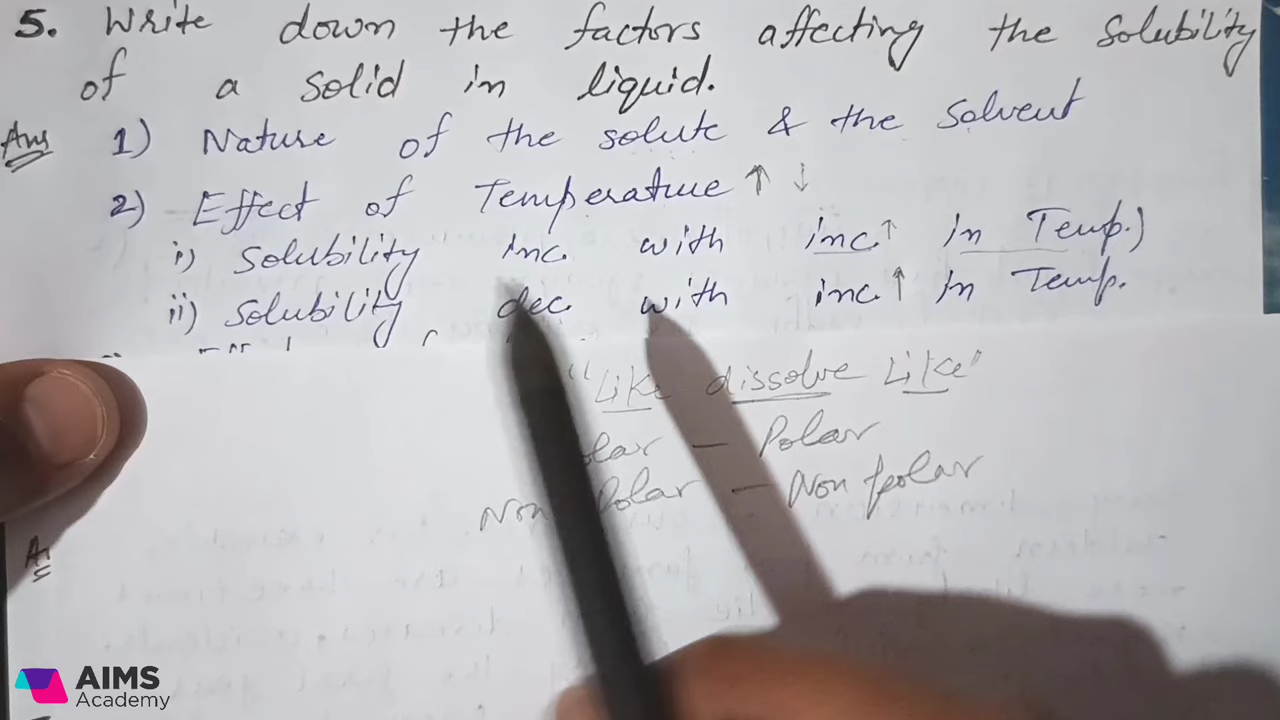 5. Write down the factors affecting the Solubility
of a Solid in liquid.
Ans 1) Nature of the solute & the Solvent
2) Effect of Temperature ↑ ↓
i) Solubility inc. with inc.↑ in Temp.)
ii) Solubility dec. with inc.↑ in Temp.
"Like dissolve Like"
Polar — Polar
Non Polar — Non polar
AIMS
Academy